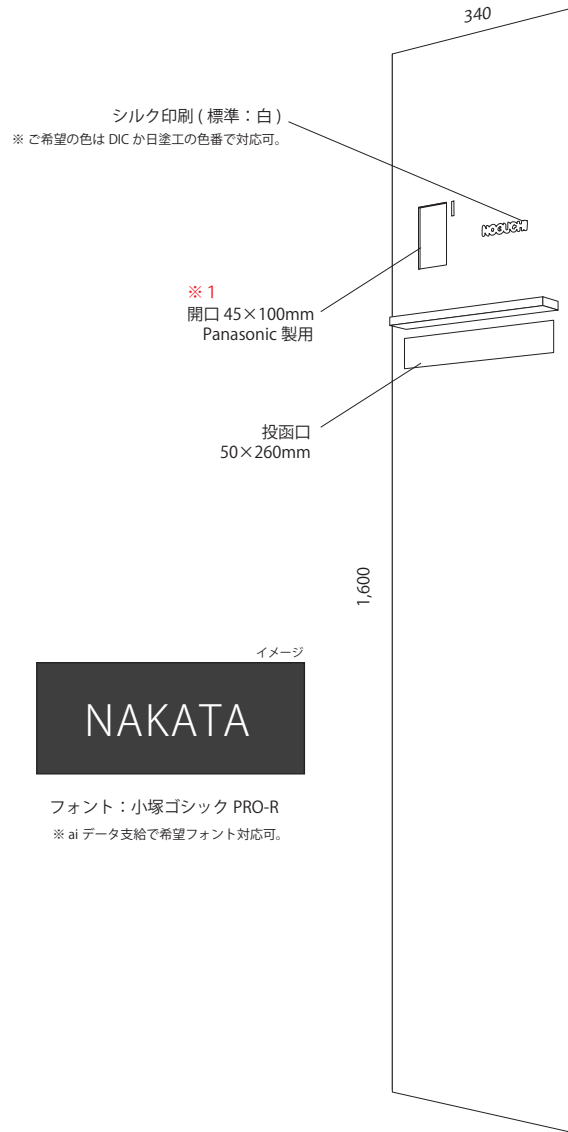 340
シルク印刷 ( 標準：白 )
※ ご希望の色は DIC か日塗工の色番で対応可。
NOGUCHI
※ 1
開口 45×100mm
Panasonic 製用
投函口
50×260mm
1,600
イメージ
NAKATA
フォント：小塚ゴシック PRO-R
※ ai データ支給で希望フォント対応可。